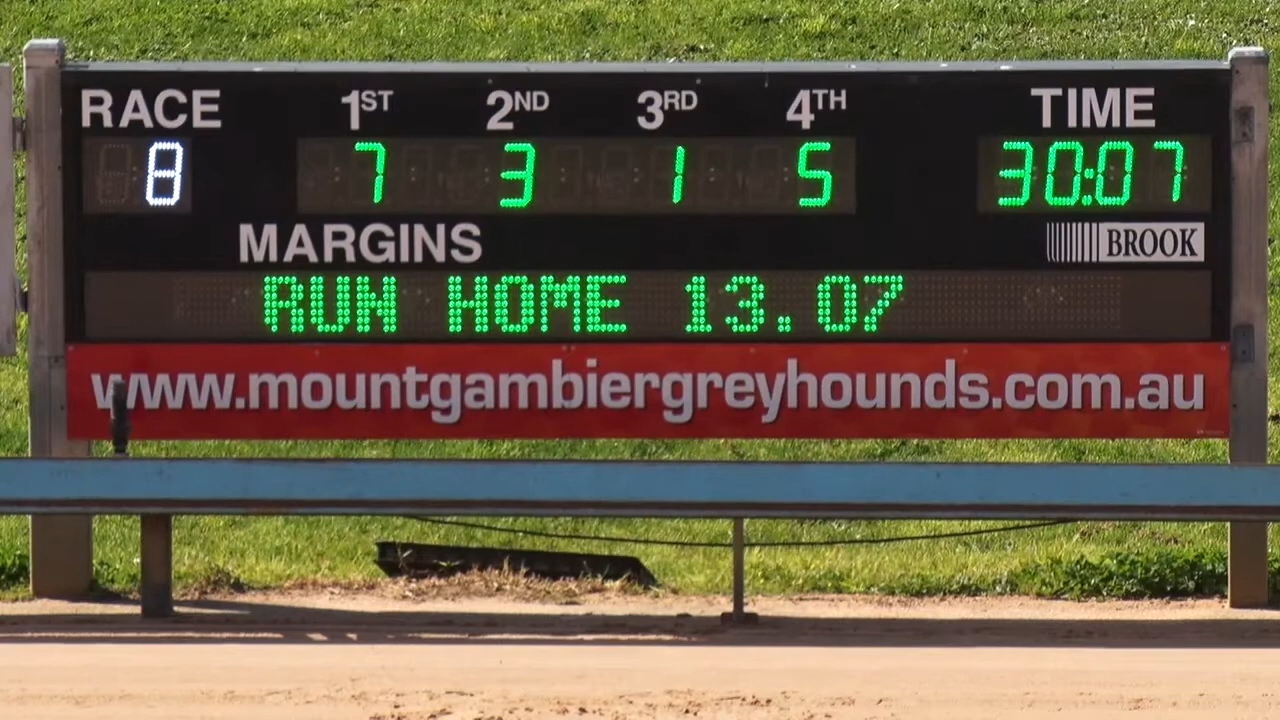 RACE 1ST 2ND 3RD 4TH TIME
8 7 3 1 5 30:07
MARGINS BROOK
RUN HOME 13.07
www.mountgambiergreyhounds.com.au